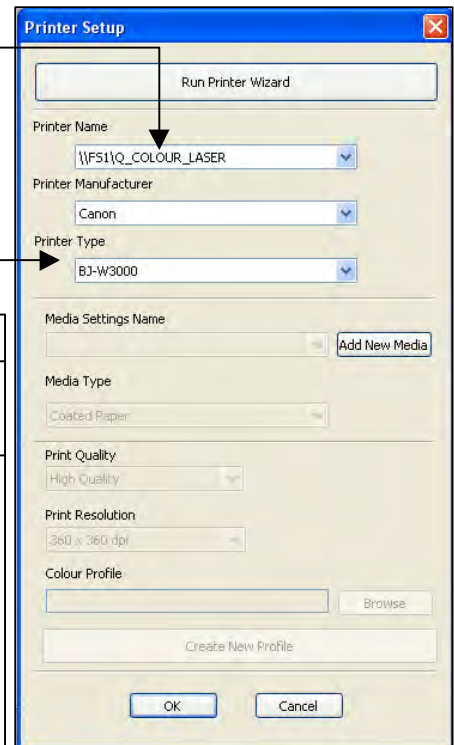 Printer Setup
Run Printer Wizard
Printer Name
\\FS1\Q_COLOUR_LASER
Printer Manufacturer
Canon
Printer Type
BJ-W3000
Media Settings Name
Add New Media
Media Type
Coated Paper
Print Quality
High Quality
Print Resolution
360 x 360 dpi
Colour Profile
Browse
Create New Profile
OK Cancel